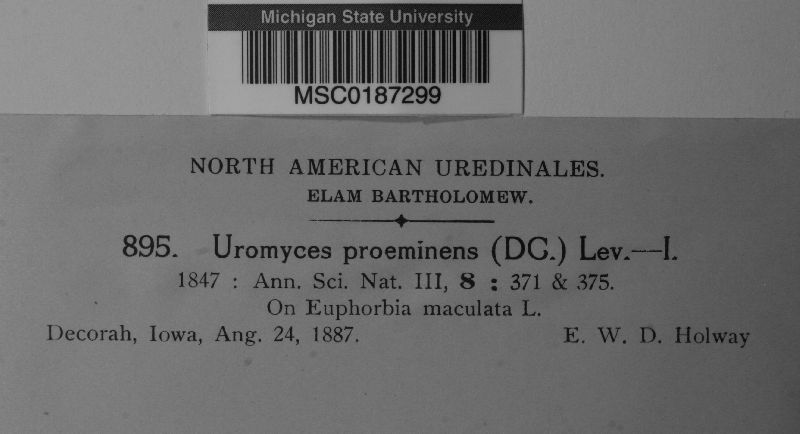 Michigan State University
MSC0187299
NORTH AMERICAN UREDINALES.
ELAM BARTHOLOMEW.
895. Uromyces proeminens (DC.) Lev.—I.
1847 : Ann. Sci. Nat. III, 8 : 371 & 375.
On Euphorbia maculata L.
Decorah, Iowa, Ang. 24, 1887. E. W. D. Holway